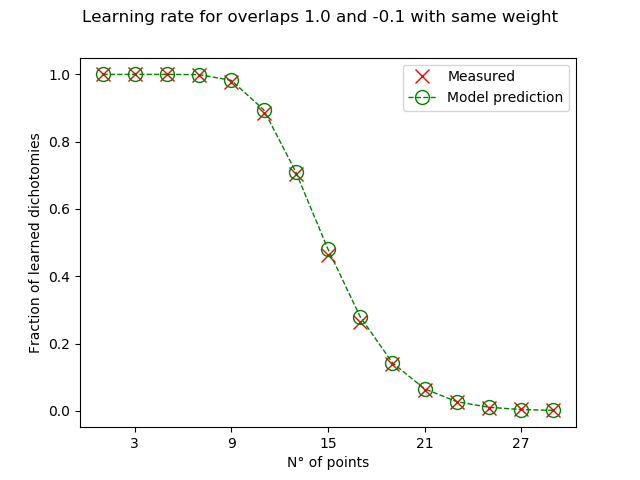 Learning rate for overlaps 1.0 and -0.1 with same weight
Measured
Model prediction
Fraction of learned dichotomies
1.0
0.8
0.6
0.4
0.2
0.0
3 9 15 21 27
N° of points